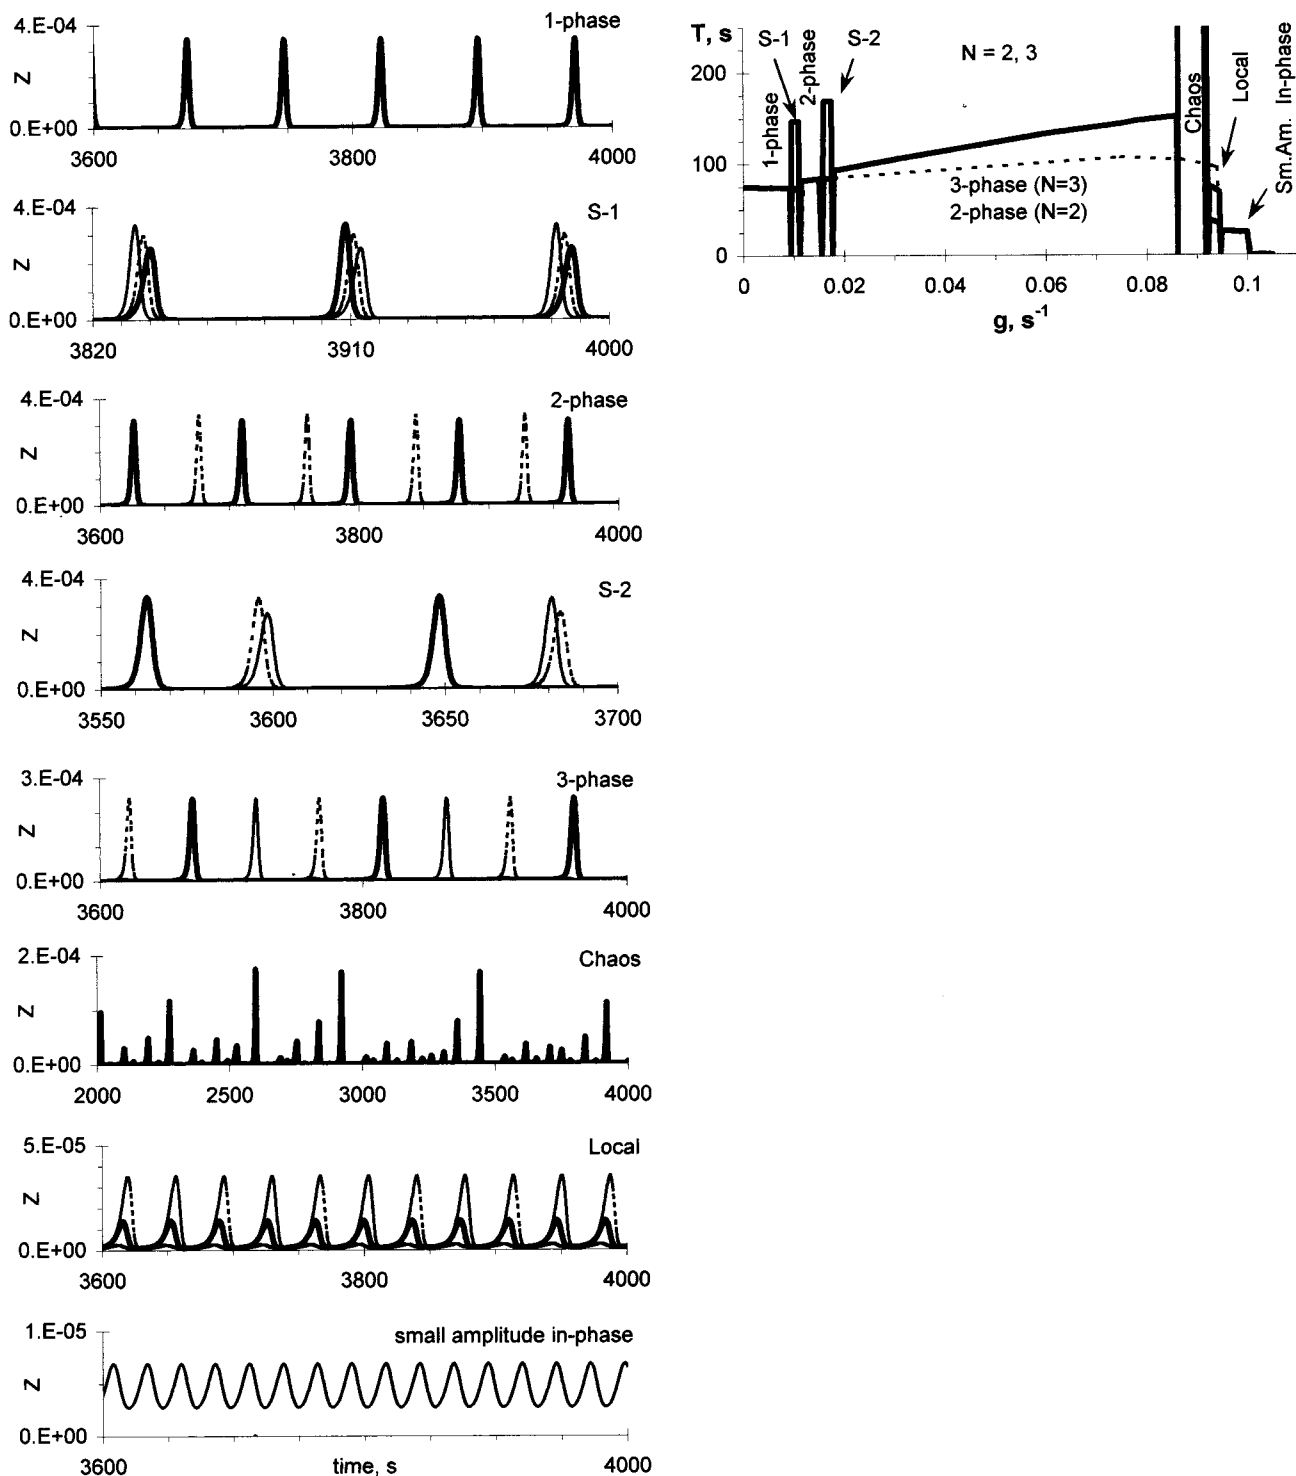 4.E-04
1-phase
Z
0.E+00
3600
3800
4000
4.E-04
S-1
Z
0.E+00
3820
3910
4000
4.E-04
2-phase
Z
0.E+00
3600
3800
4000
4.E-04
S-2
Z
0.E+00
3550
3600
3650
3700
3.E-04
3-phase
Z
0.E+00
3600
3800
4000
2.E-04
Chaos
Z
0.E+00
2000
2500
3000
3500
4000
5.E-05
Local
Z
0.E+00
3600
3800
4000
1.E-05
small amplitude in-phase
Z
0.E+00
3600
time, s
4000
T, s
S-1
2-phase
S-2
N = 2, 3
200
1-phase
Chaos
Local
Sm.Am. In-phase
100
3-phase (N=3)
2-phase (N=2)
0
0
0.02
0.04
0.06
0.08
0.1
g, s-1